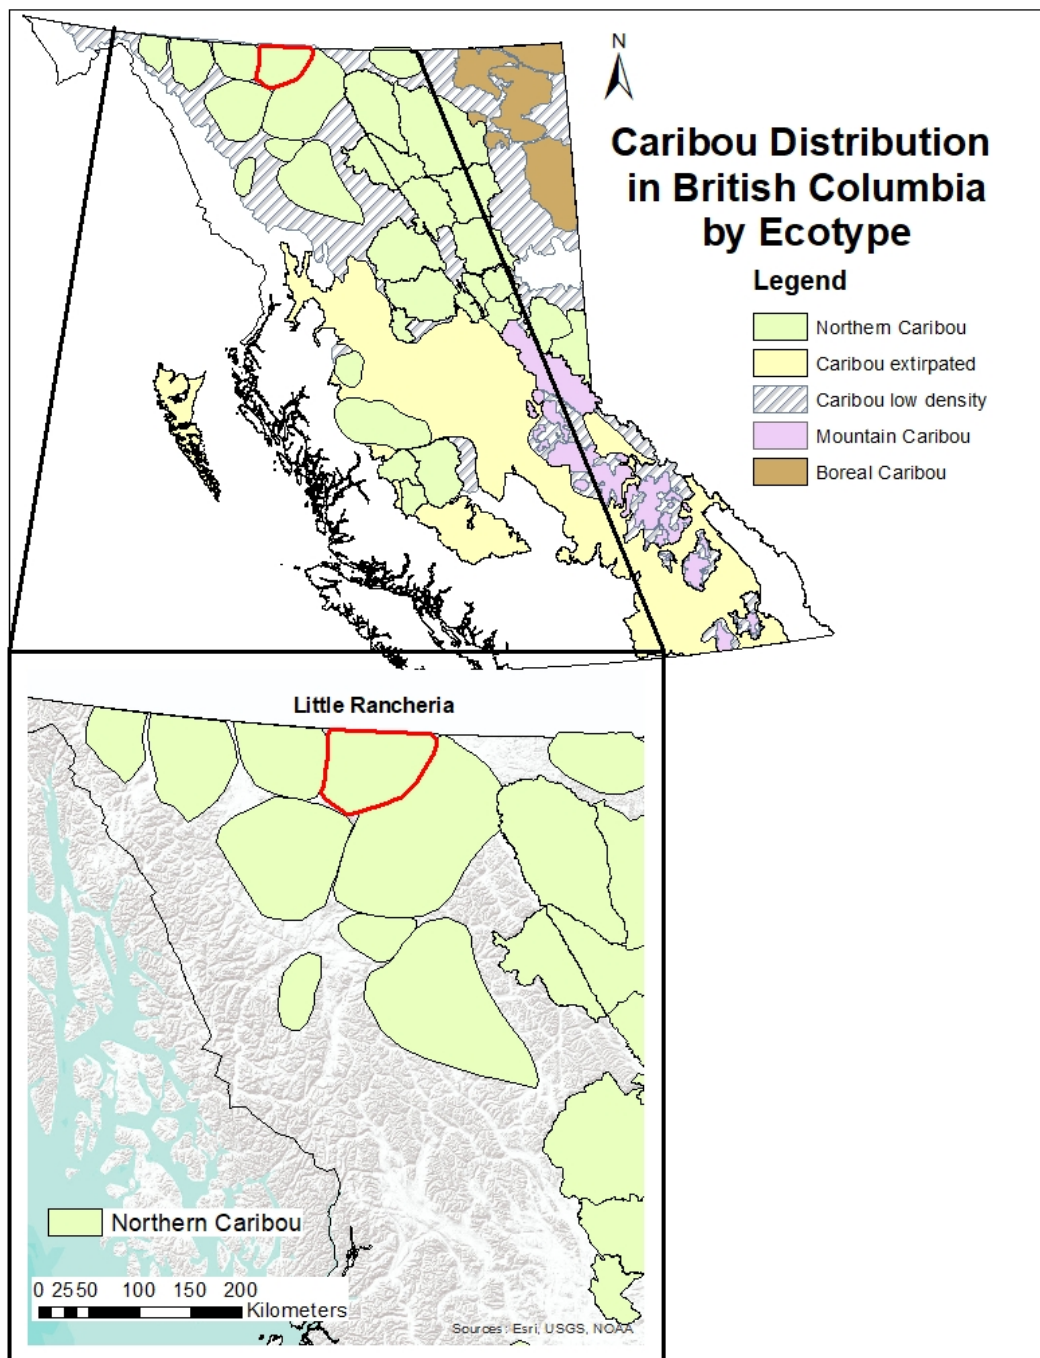 N
Caribou Distribution
in British Columbia
by Ecotype
Legend
Northern Caribou
Caribou extirpated
Caribou low density
Mountain Caribou
Boreal Caribou
Little Rancheria
Northern Caribou
0 25 50 100 150 200
Kilometers
Sources: Esri, USGS, NOAA